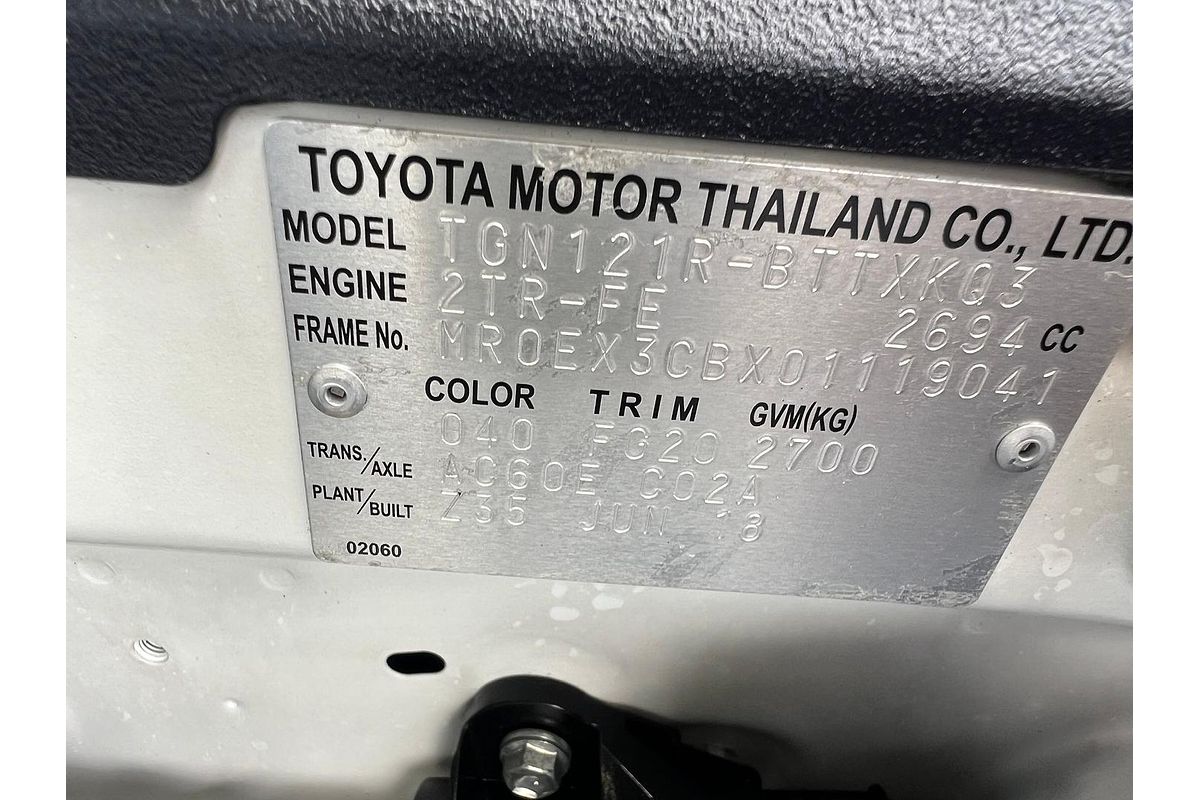 TOYOTA MOTOR THAILAND CO., LTD.
MODEL TGN121R-BTTXKQ3
ENGINE 2TR-FE 2694 CC
FRAME No. MR0EX3CBX01119041
COLOR TRIM GVM(KG)
040 FG20 2700
TRANS./AXLE AC60E C02A
PLANT/BUILT Z35 JUN 18
02060